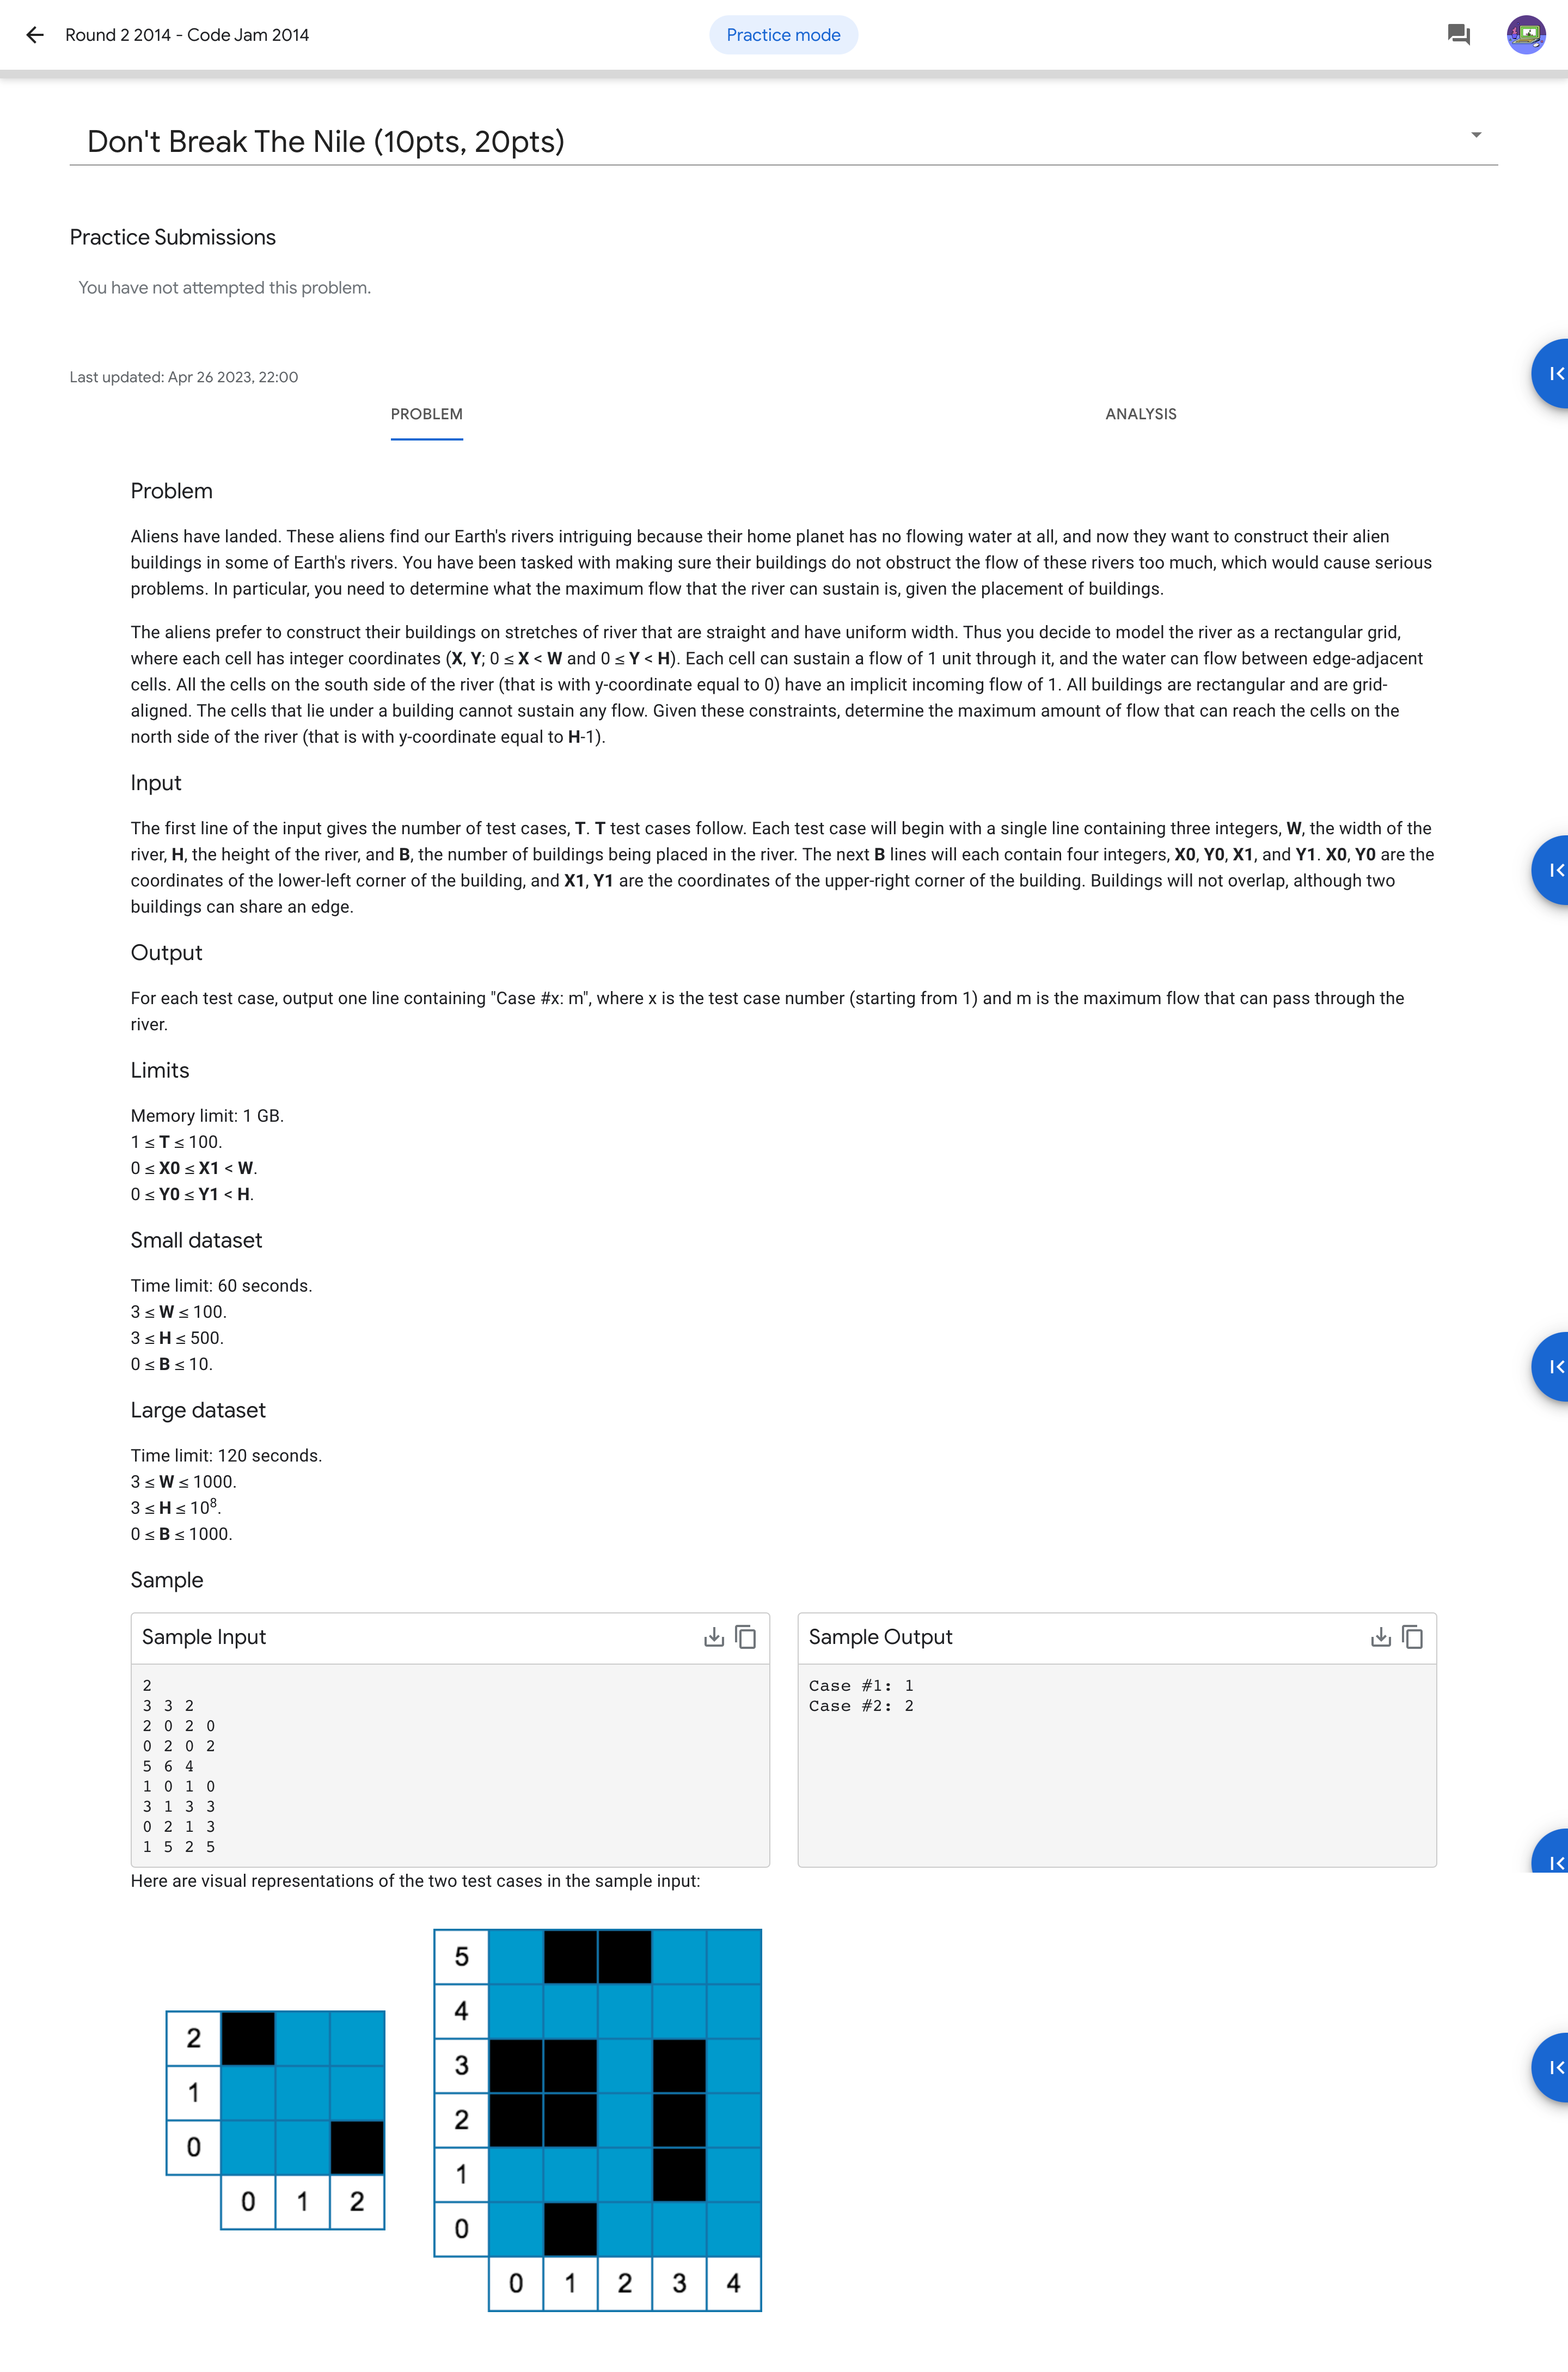 Round 2 2014 - Code Jam 2014
Practice mode
Don't Break The Nile (10pts, 20pts)
Practice Submissions
You have not attempted this problem.
Last updated: Apr 26 2023, 22:00
PROBLEM
ANALYSIS
Problem
Aliens have landed. These aliens find our Earth's rivers intriguing because their home planet has no flowing water at all, and now they want to construct their alien
buildings in some of Earth's rivers. You have been tasked with making sure their buildings do not obstruct the flow of these rivers too much, which would cause serious
problems. In particular, you need to determine what the maximum flow that the river can sustain is, given the placement of buildings.
The aliens prefer to construct their buildings on stretches of river that are straight and have uniform width. Thus you decide to model the river as a rectangular grid,
where each cell has integer coordinates (X, Y; 0 ≤ X < W and 0 ≤ Y < H). Each cell can sustain a flow of 1 unit through it, and the water can flow between edge-adjacent
cells. All the cells on the south side of the river (that is with y-coordinate equal to 0) have an implicit incoming flow of 1. All buildings are rectangular and are grid-
aligned. The cells that lie under a building cannot sustain any flow. Given these constraints, determine the maximum amount of flow that can reach the cells on the
north side of the river (that is with y-coordinate equal to H-1).
Input
The first line of the input gives the number of test cases, T. T test cases follow. Each test case will begin with a single line containing three integers, W, the width of the
river, H, the height of the river, and B, the number of buildings being placed in the river. The next B lines will each contain four integers, X0, Y0, X1, and Y1. X0, Y0 are the
coordinates of the lower-left corner of the building, and X1, Y1 are the coordinates of the upper-right corner of the building. Buildings will not overlap, although two
buildings can share an edge.
Output
For each test case, output one line containing "Case #x: m", where x is the test case number (starting from 1) and m is the maximum flow that can pass through the
river.
Limits
Memory limit: 1 GB.
1 ≤ T ≤ 100.
0 ≤ X0 ≤ X1 < W.
0 ≤ Y0 ≤ Y1 < H.
Small dataset
Time limit: 60 seconds.
3 ≤ W ≤ 100.
3 ≤ H ≤ 500.
0 ≤ B ≤ 10.
Large dataset
Time limit: 120 seconds.
3 ≤ W ≤ 1000.
3 ≤ H ≤ 10⁸.
0 ≤ B ≤ 1000.
Sample
Sample Input
2
3 3 2
2 0 2 0
0 2 0 2
5 6 4
1 0 1 0
3 1 3 3
0 2 1 3
1 5 2 5
Sample Output
Case #1: 1
Case #2: 2
Here are visual representations of the two test cases in the sample input:
2
1
0
0 1 2
5
4
3
2
1
0
0 1 2 3 4